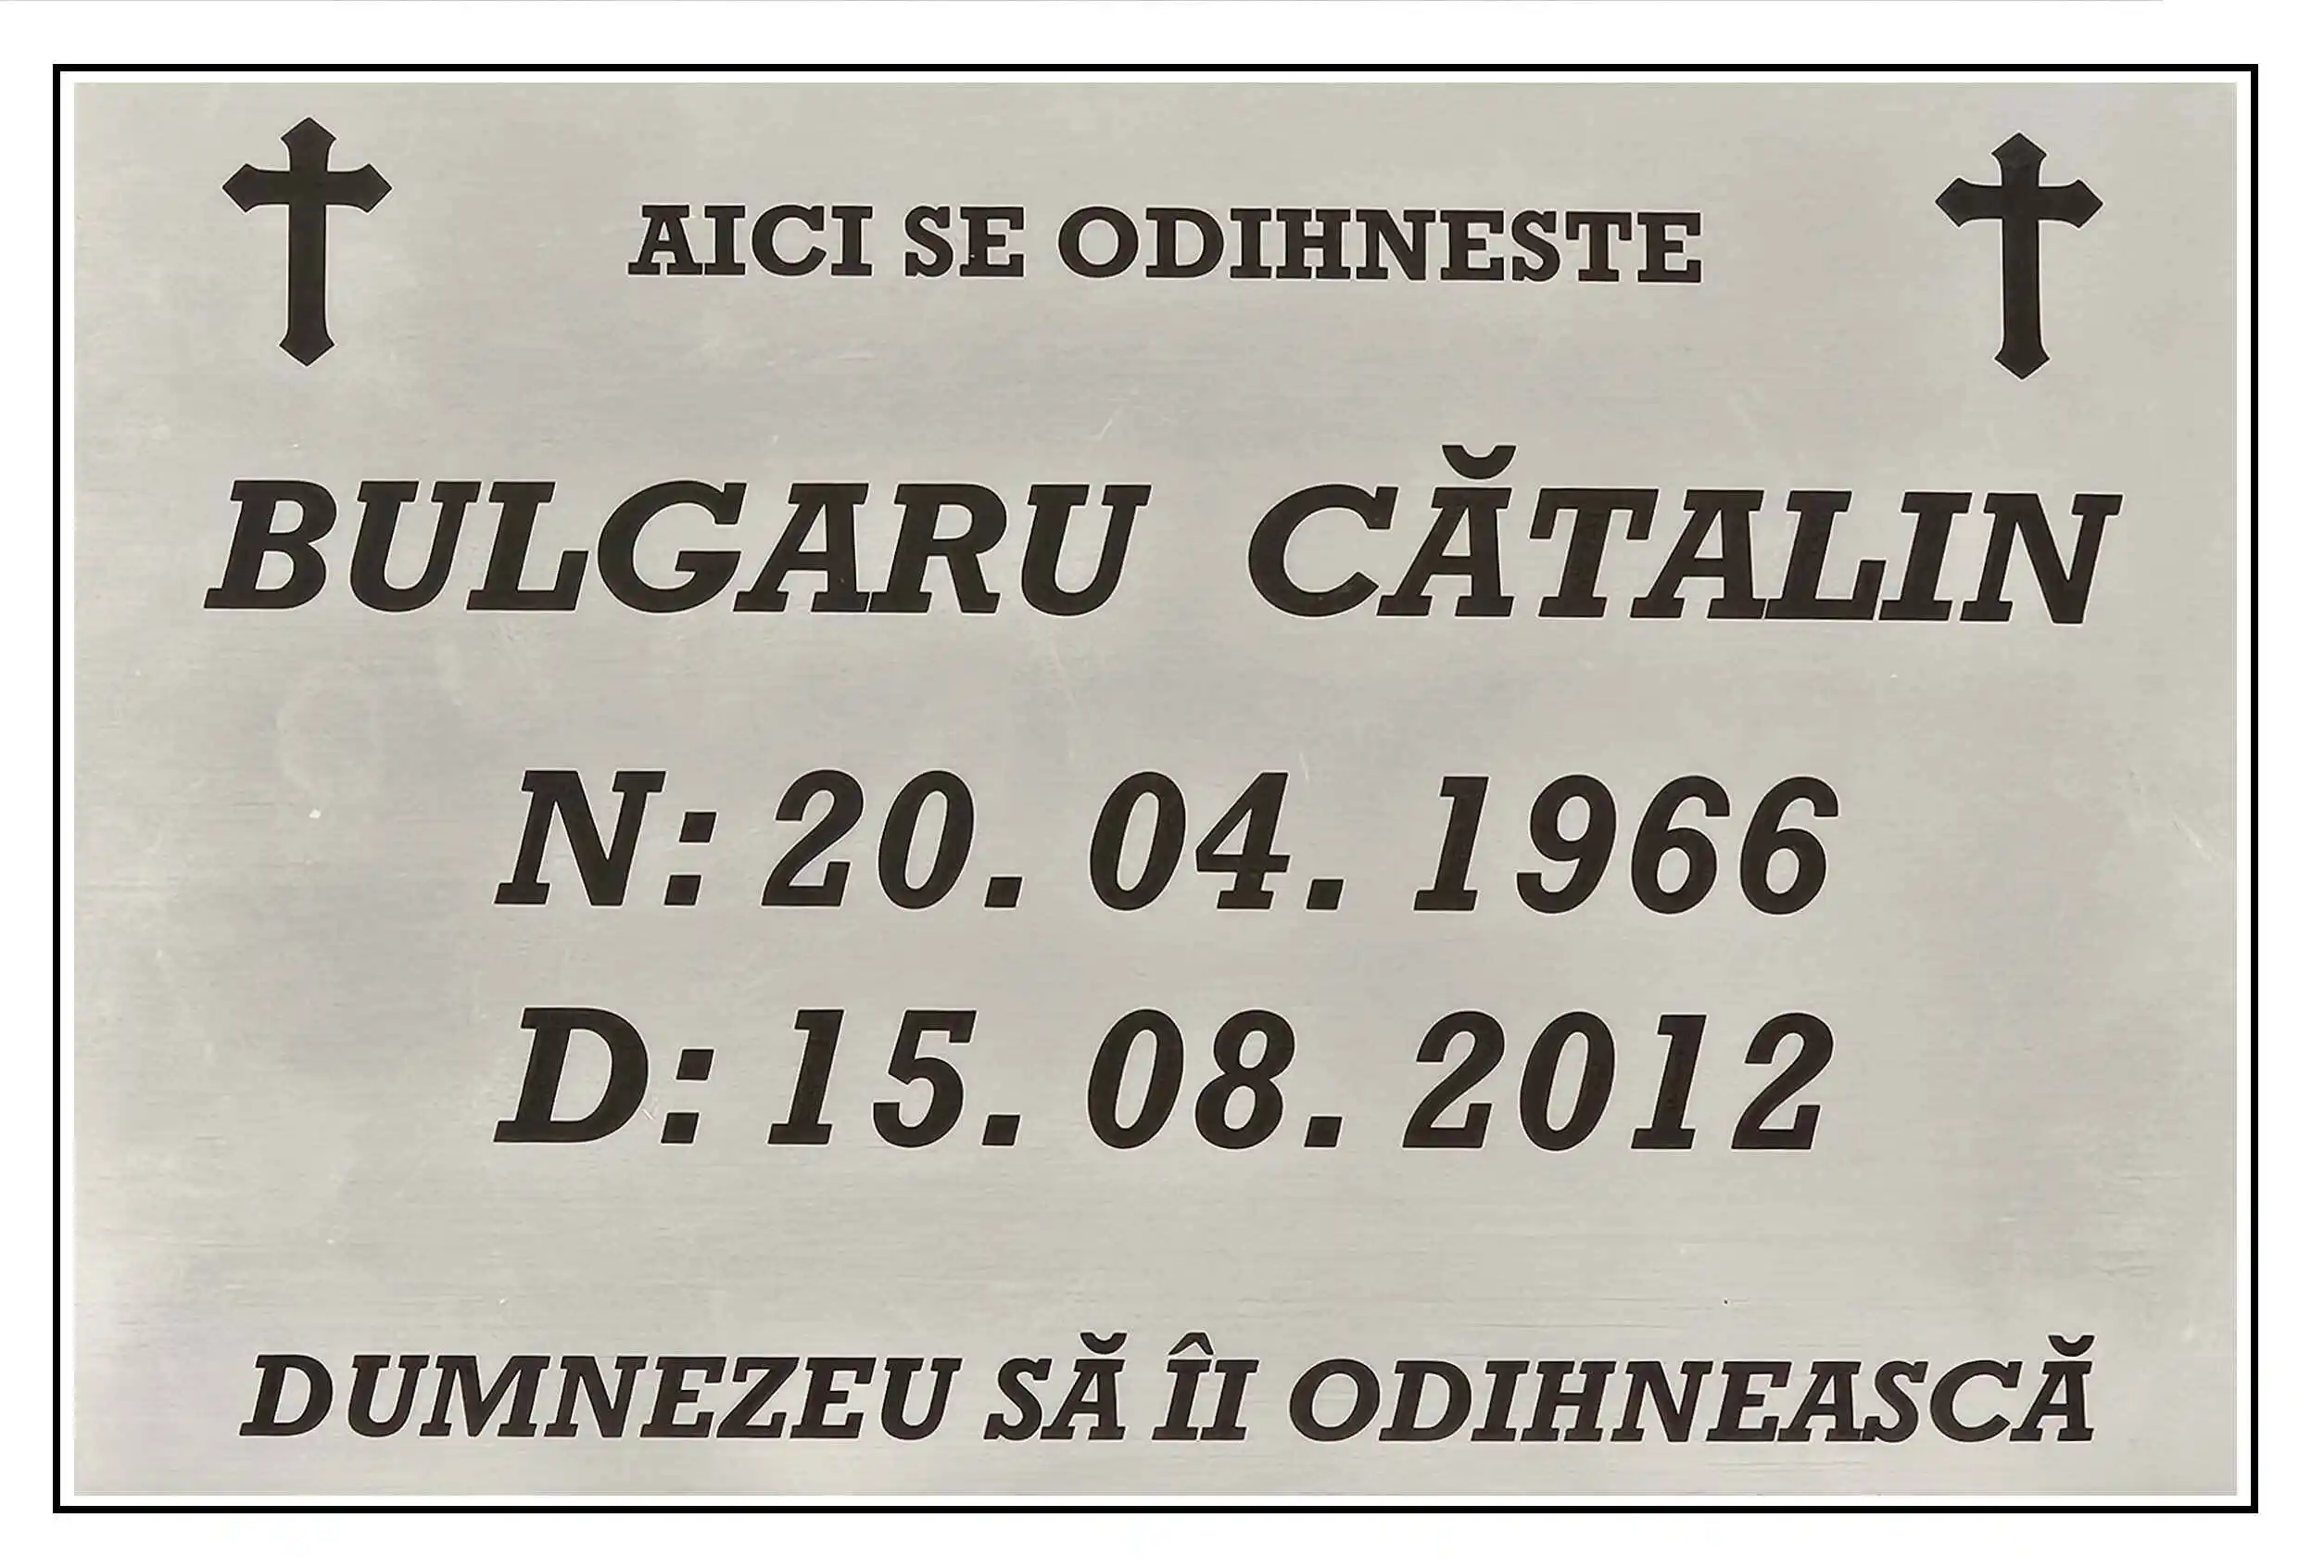 AICI SE ODIHNESTE
BULGARU CĂTALIN
N: 20. 04. 1966
D: 15. 08. 2012
DUMNEZEU SĂ ÎI ODIHNEASCĂ